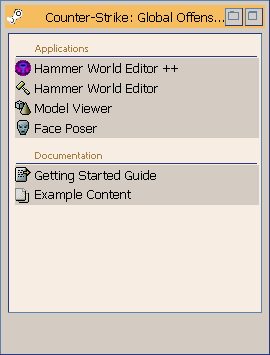 Counter-Strike: Global Offens...
Applications
Hammer World Editor ++
Hammer World Editor
Model Viewer
Face Poser
Documentation
Getting Started Guide
Example Content